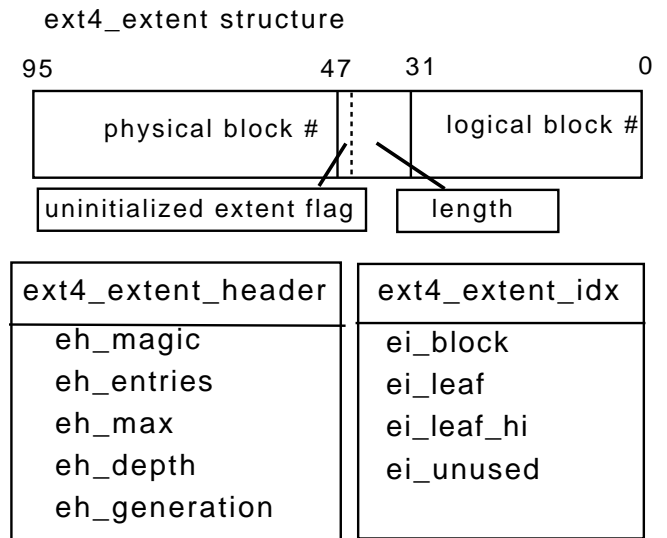 ext4_extent structure
95 47 31 0
physical block # logical block #
uninitialized extent flag length
ext4_extent_header
eh_magic
eh_entries
eh_max
eh_depth
eh_generation
ext4_extent_idx
ei_block
ei_leaf
ei_leaf_hi
ei_unused